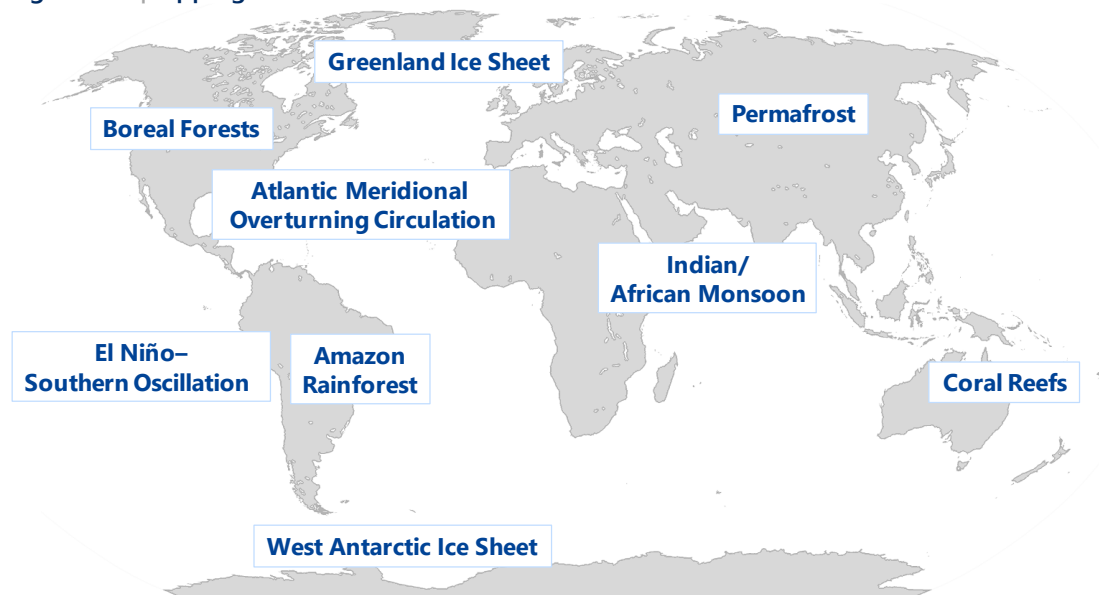 Greenland Ice Sheet
Boreal Forests
Permafrost
Atlantic Meridional
Overturning Circulation
Indian/
African Monsoon
El Niño–
Southern Oscillation
Amazon
Rainforest
Coral Reefs
West Antarctic Ice Sheet